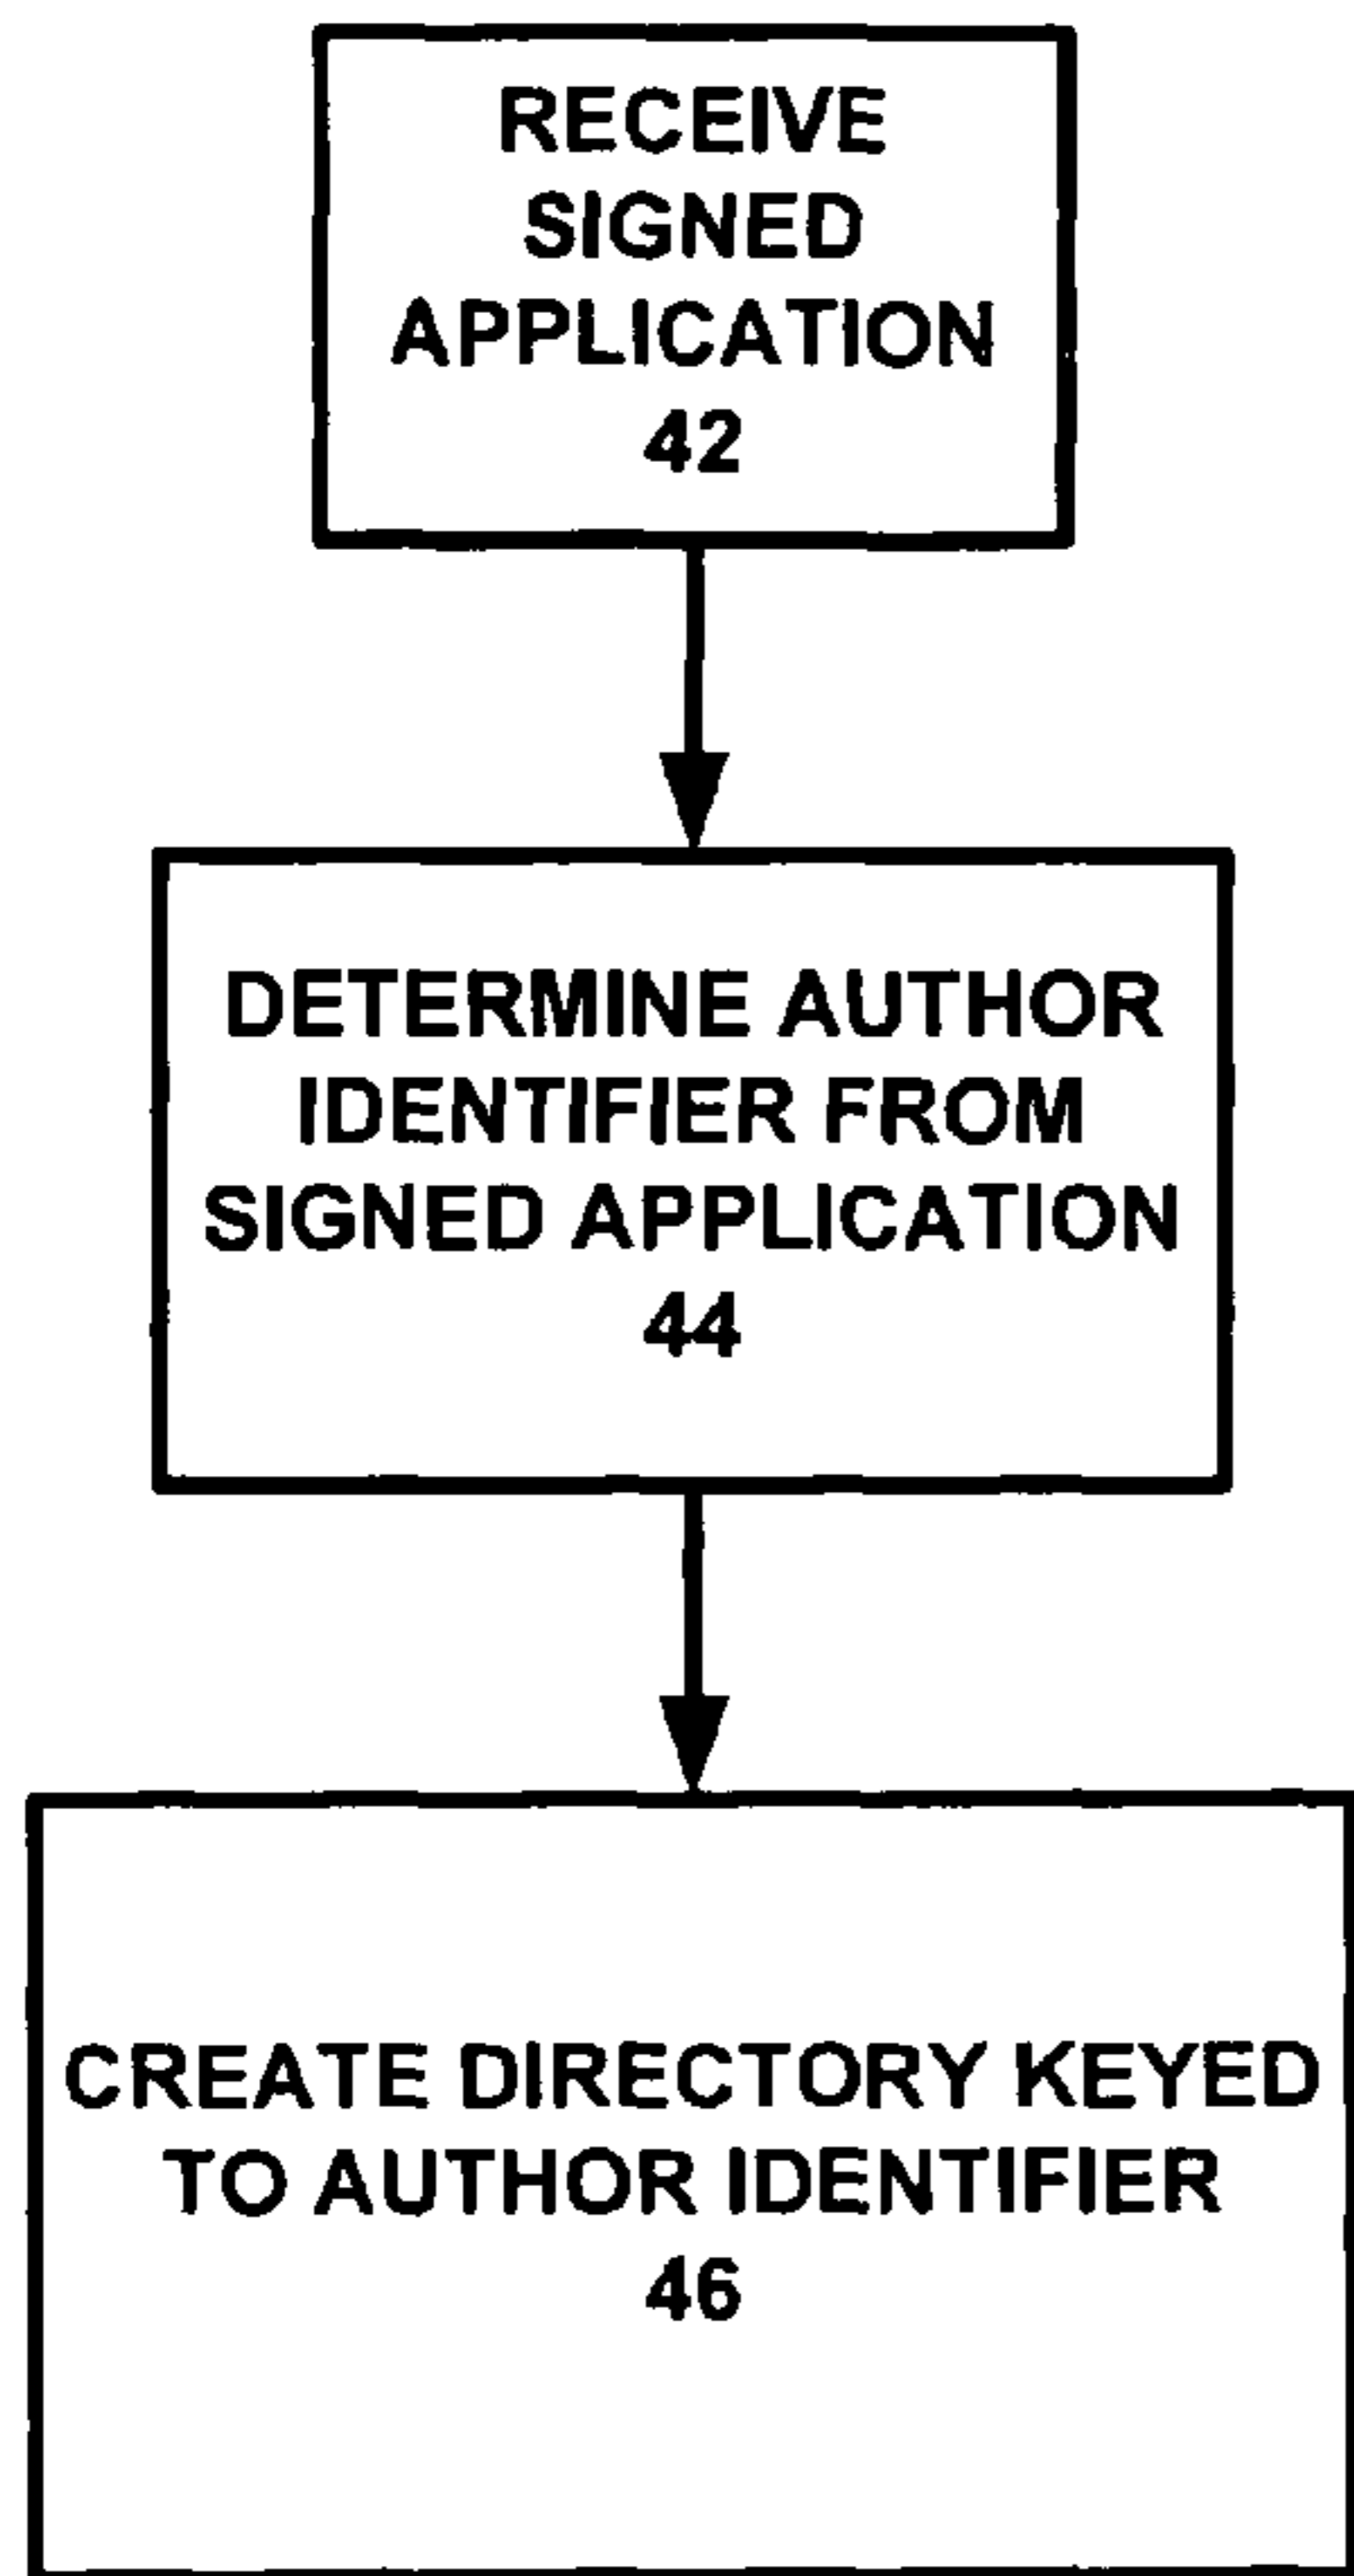 RECEIVE
SIGNED
APPLICATION
42
DETERMINE AUTHOR
IDENTIFIER FROM
SIGNED APPLICATION
44
CREATE DIRECTORY KEYED
TO AUTHOR IDENTIFIER
46